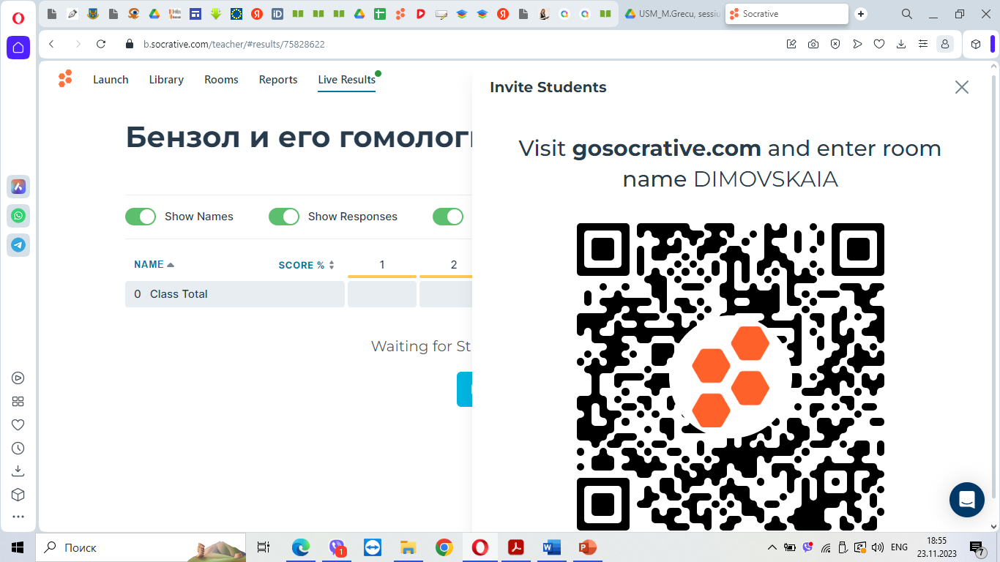 USM_M.Grecu, sessiu
Socrative
b.socrative.com/teacher/#results/75828622
Launch
Library
Rooms
Reports
Live Results
Invite Students
Бензол и его гомолог
Visit gosocrative.com and enter room
name DIMOVSKAIA
Show Names
Show Responses
NAME
SCORE %
1
2
0 Class Total
Waiting for St
Поиск
1
ENG
18:55
23.11.2023
7